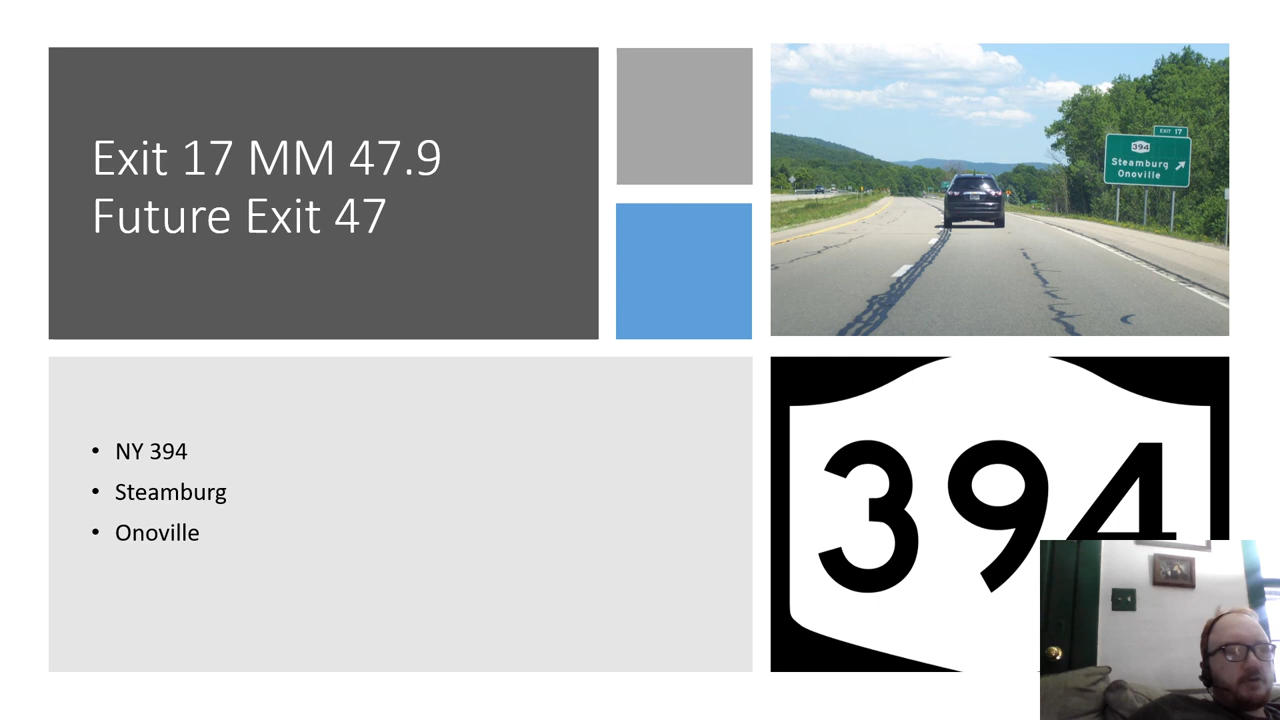 Exit 17 MM 47.9
Future Exit 47
EXIT 17
394
Steamburg
Onoville
• NY 394
• Steamburg
• Onoville
394